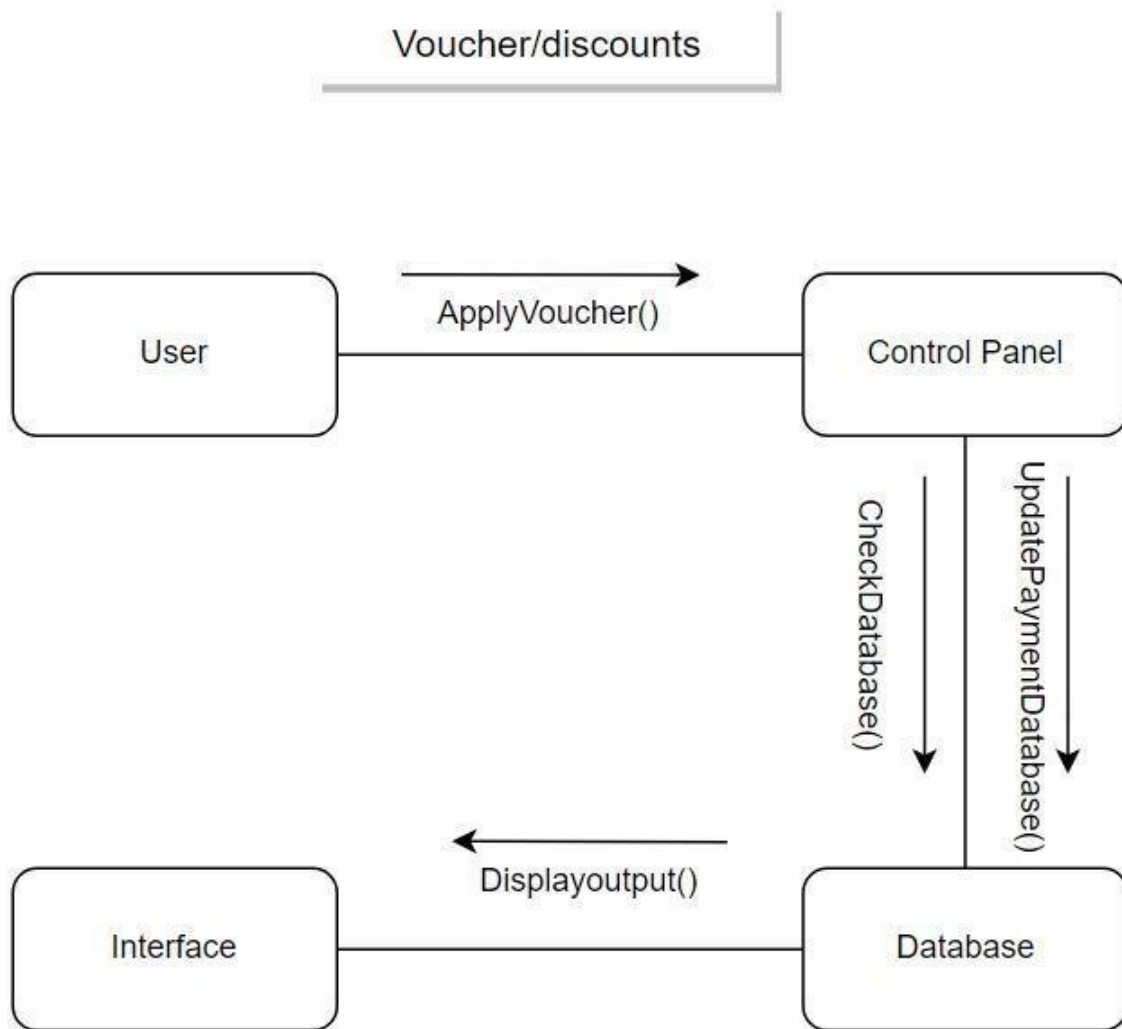 Voucher/discounts
ApplyVoucher()
User
Control Panel
CheckDatabase()
UpdatePaymentDatabase()
Displayoutput()
Interface
Database